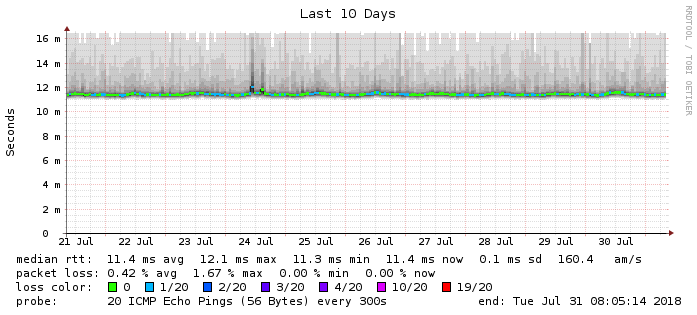 Last 10 Days
RRDTOOL / TOBI OETIKER
Seconds
16 m
14 m
12 m
10 m
8 m
6 m
4 m
2 m
0
21 Jul 22 Jul 23 Jul 24 Jul 25 Jul 26 Jul 27 Jul 28 Jul 29 Jul 30 Jul
median rtt: 11.4 ms avg 12.1 ms max 11.3 ms min 11.4 ms now 0.1 ms sd 160.4 am/s
packet loss: 0.42 % avg 1.67 % max 0.00 % min 0.00 % now
loss color: 0 1/20 2/20 3/20 4/20 10/20 19/20
probe: 20 ICMP Echo Pings (56 Bytes) every 300s end: Tue Jul 31 08:05:14 2018